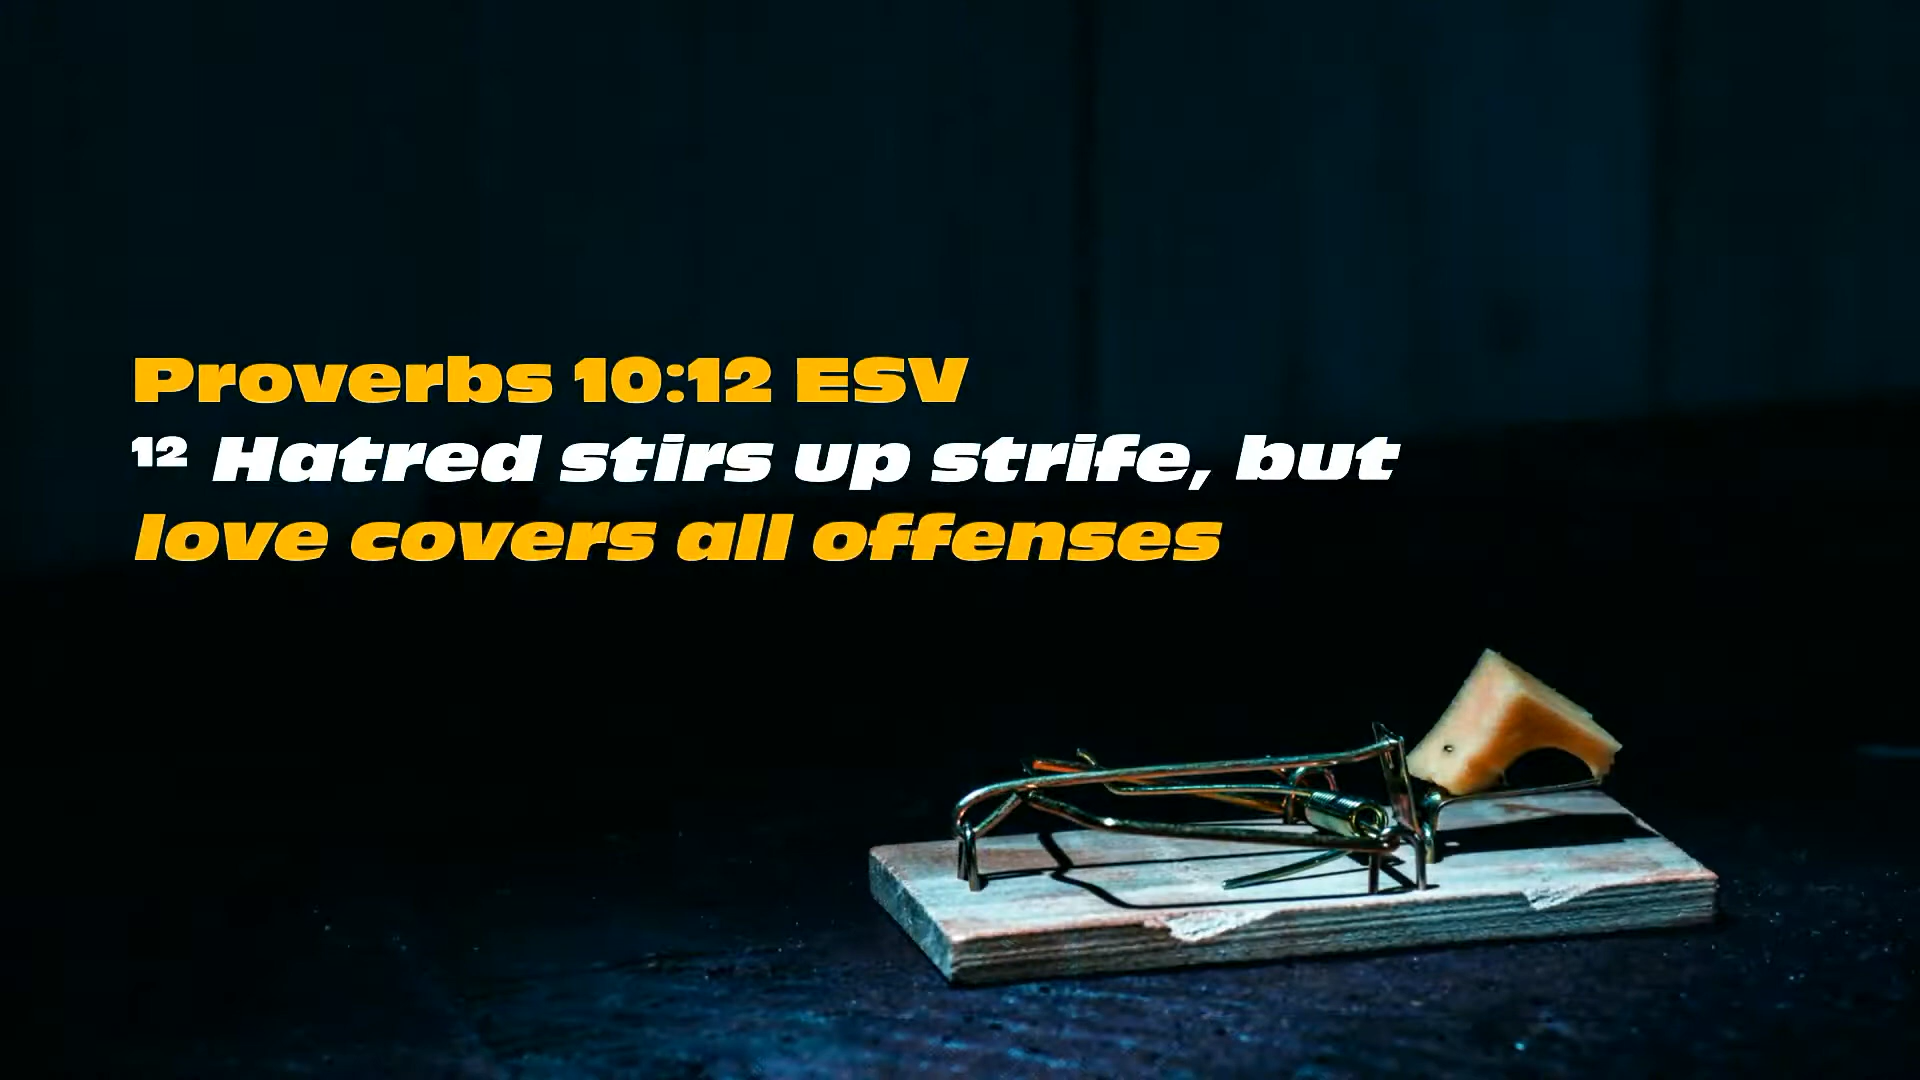 Proverbs 10:12 ESV
¹² Hatred stirs up strife, but
love covers all offenses